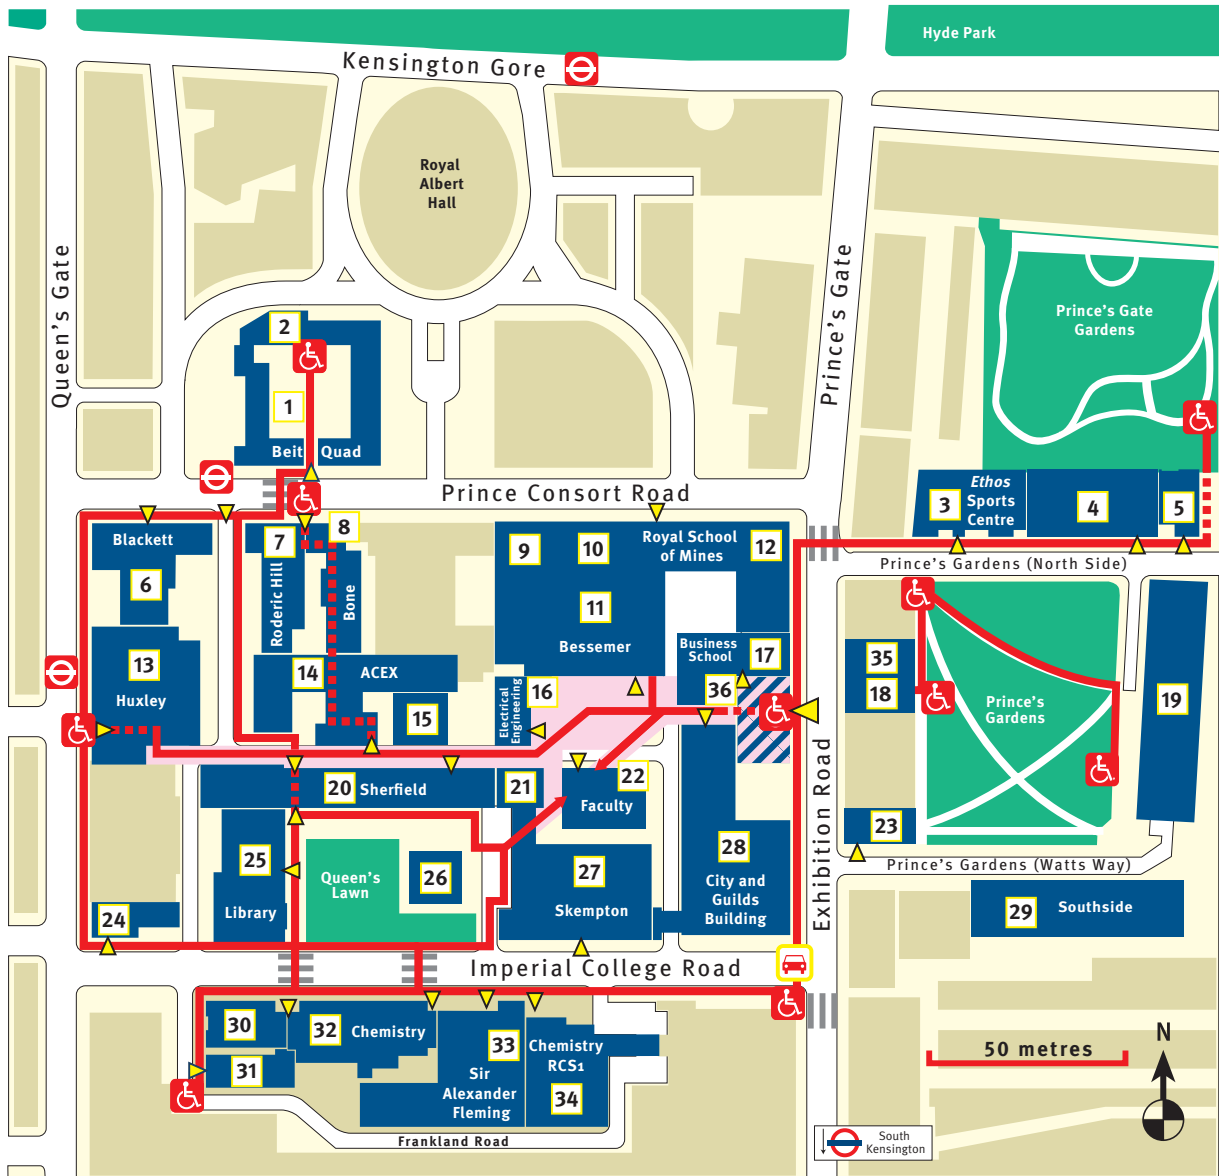 Hyde Park
Kensington Gore
Royal
Albert
Hall
Queen's Gate
Prince's Gate
Prince's Gate
Gardens
2
1
Beit Quad
Prince Consort Road
3
Ethos
Sports
Centre
4
5
Prince's Gardens (North Side)
Blackett
6
7
8
Roderic Hill
Bone
9
10
Royal School
of Mines
12
11
Bessemer
Business
School
17
13
Huxley
14
ACEX
15
16
Electrical
Engineering
36
35
18
Prince's
Gardens
19
20
Sherfield
21
22
Faculty
Exhibition Road
23
Prince's Gardens (Watts Way)
25
Library
Queen's
Lawn
26
27
Skempton
28
City and
Guilds
Building
24
29
Southside
Imperial College Road
30
31
32
Chemistry
33
Sir
Alexander
Fleming
Chemistry
RCS1
34
Frankland Road
50 metres
N
South
Kensington